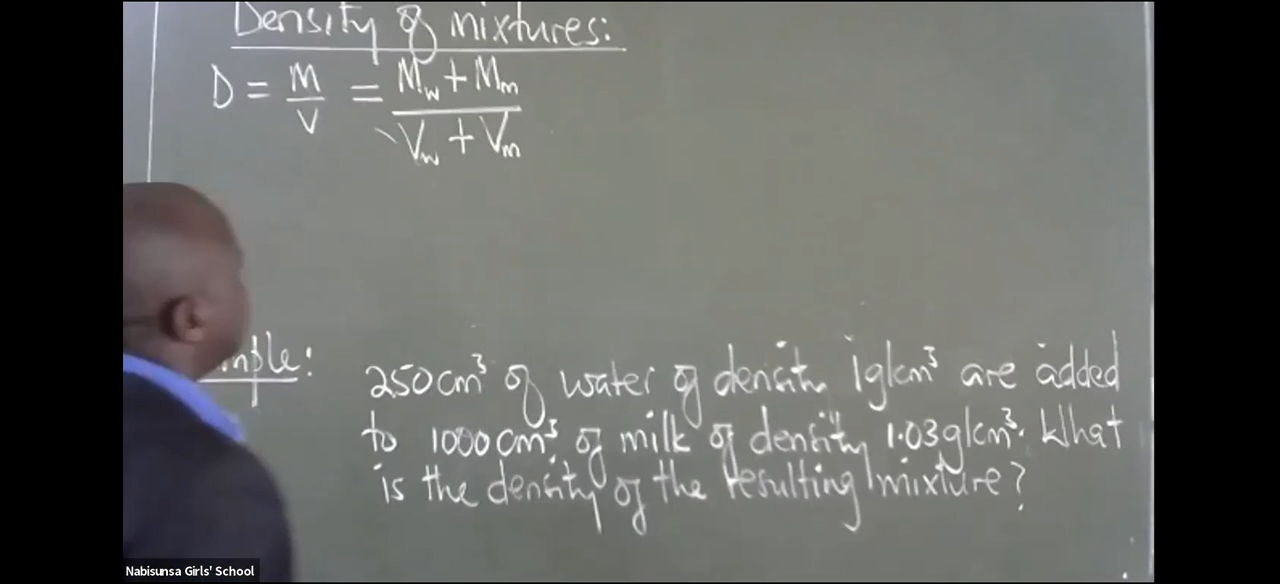 Density of mixtures:
D = M/V = Mw + Mm / Vw + Vm
250cm³ of water of density 1g/cm³ are added
to 1000cm³ of milk of density 1.03g/cm³. What
is the density of the resulting mixture?
Nabisunsa Girls' School